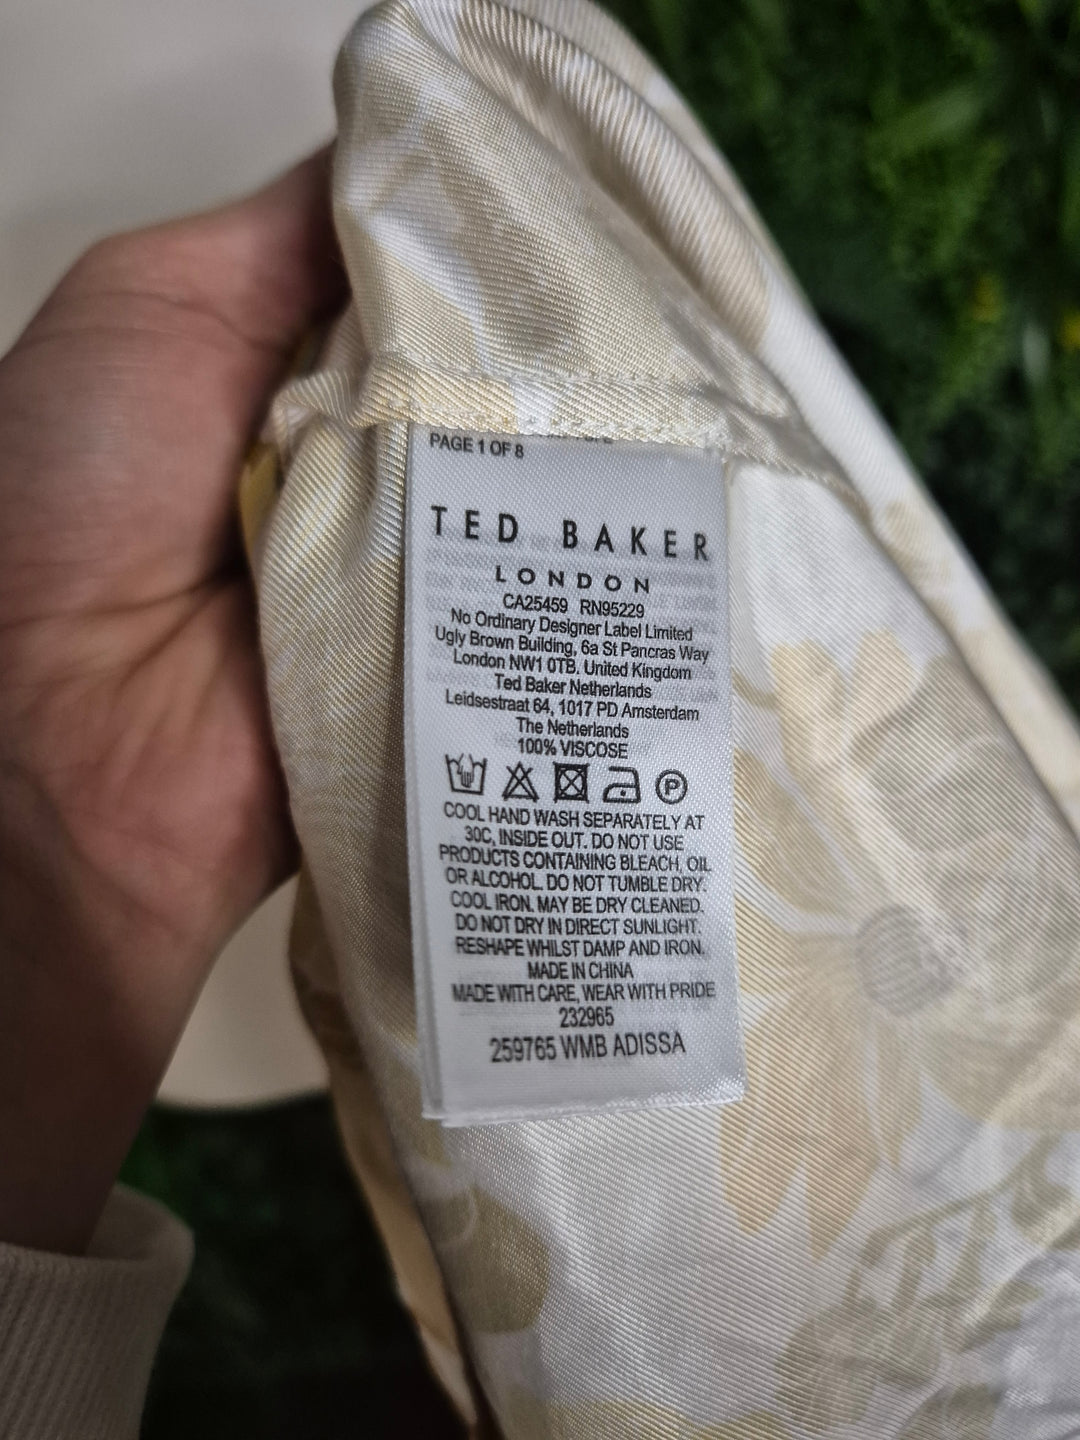 PAGE 1 OF 8
TED BAKER
LONDON
CA25459 RN95229
No Ordinary Designer Label Limited
Ugly Brown Building, 6a St Pancras Way
London NW1 0TB. United Kingdom
Ted Baker Netherlands
Leidsestraat 64, 1017 PD Amsterdam
The Netherlands
100% VISCOSE
P
COOL HAND WASH SEPARATELY AT
30C, INSIDE OUT. DO NOT USE
PRODUCTS CONTAINING BLEACH, OIL
OR ALCOHOL. DO NOT TUMBLE DRY.
COOL IRON. MAY BE DRY CLEANED.
DO NOT DRY IN DIRECT SUNLIGHT.
RESHAPE WHILST DAMP AND IRON.
MADE IN CHINA
MADE WITH CARE, WEAR WITH PRIDE
232965
259765 WMB ADISSA